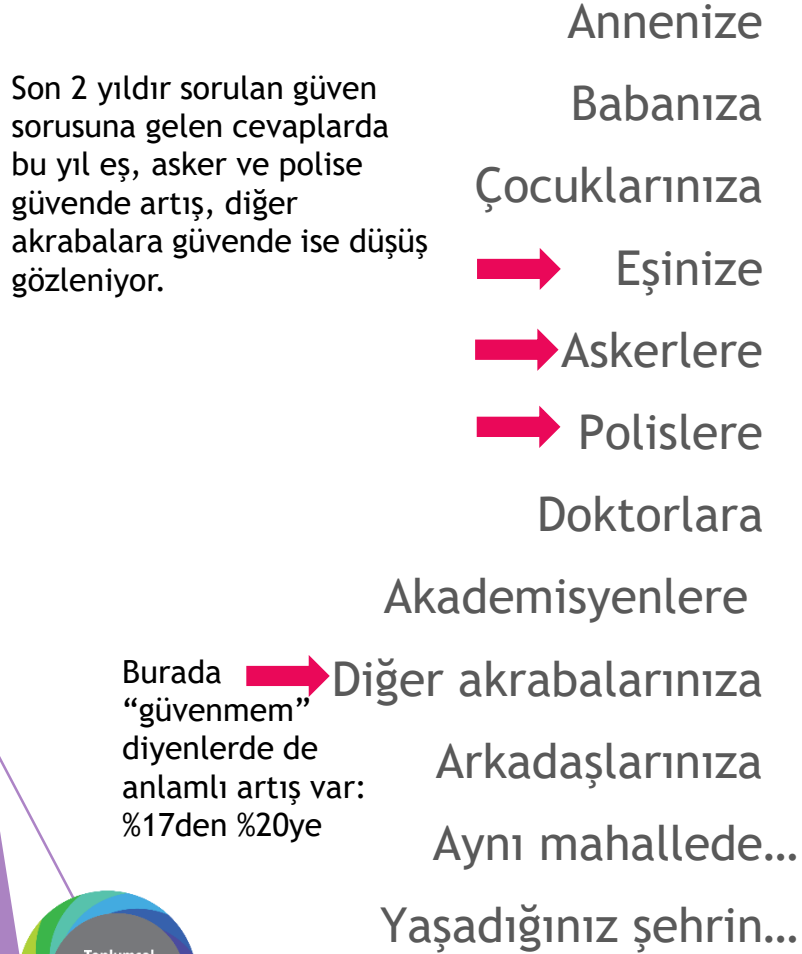 Annenize
Son 2 yıldır sorulan güven
sorusuna gelen cevaplarda
bu yıl eş, asker ve polise
güvende artış, diğer
akrabalara güvende ise düşüş
gözleniyor.
Babanıza
Çocuklarınıza
Eşinize
Askerlere
Polislere
Doktorlara
Akademisyenlere
Diğer akrabalarınıza
Burada
“güvenmem”
diyenlerde de
anlamlı artış var:
%17den %20ye
Arkadaşlarınıza
Aynı mahallede…
Yaşadığınız şehrin…